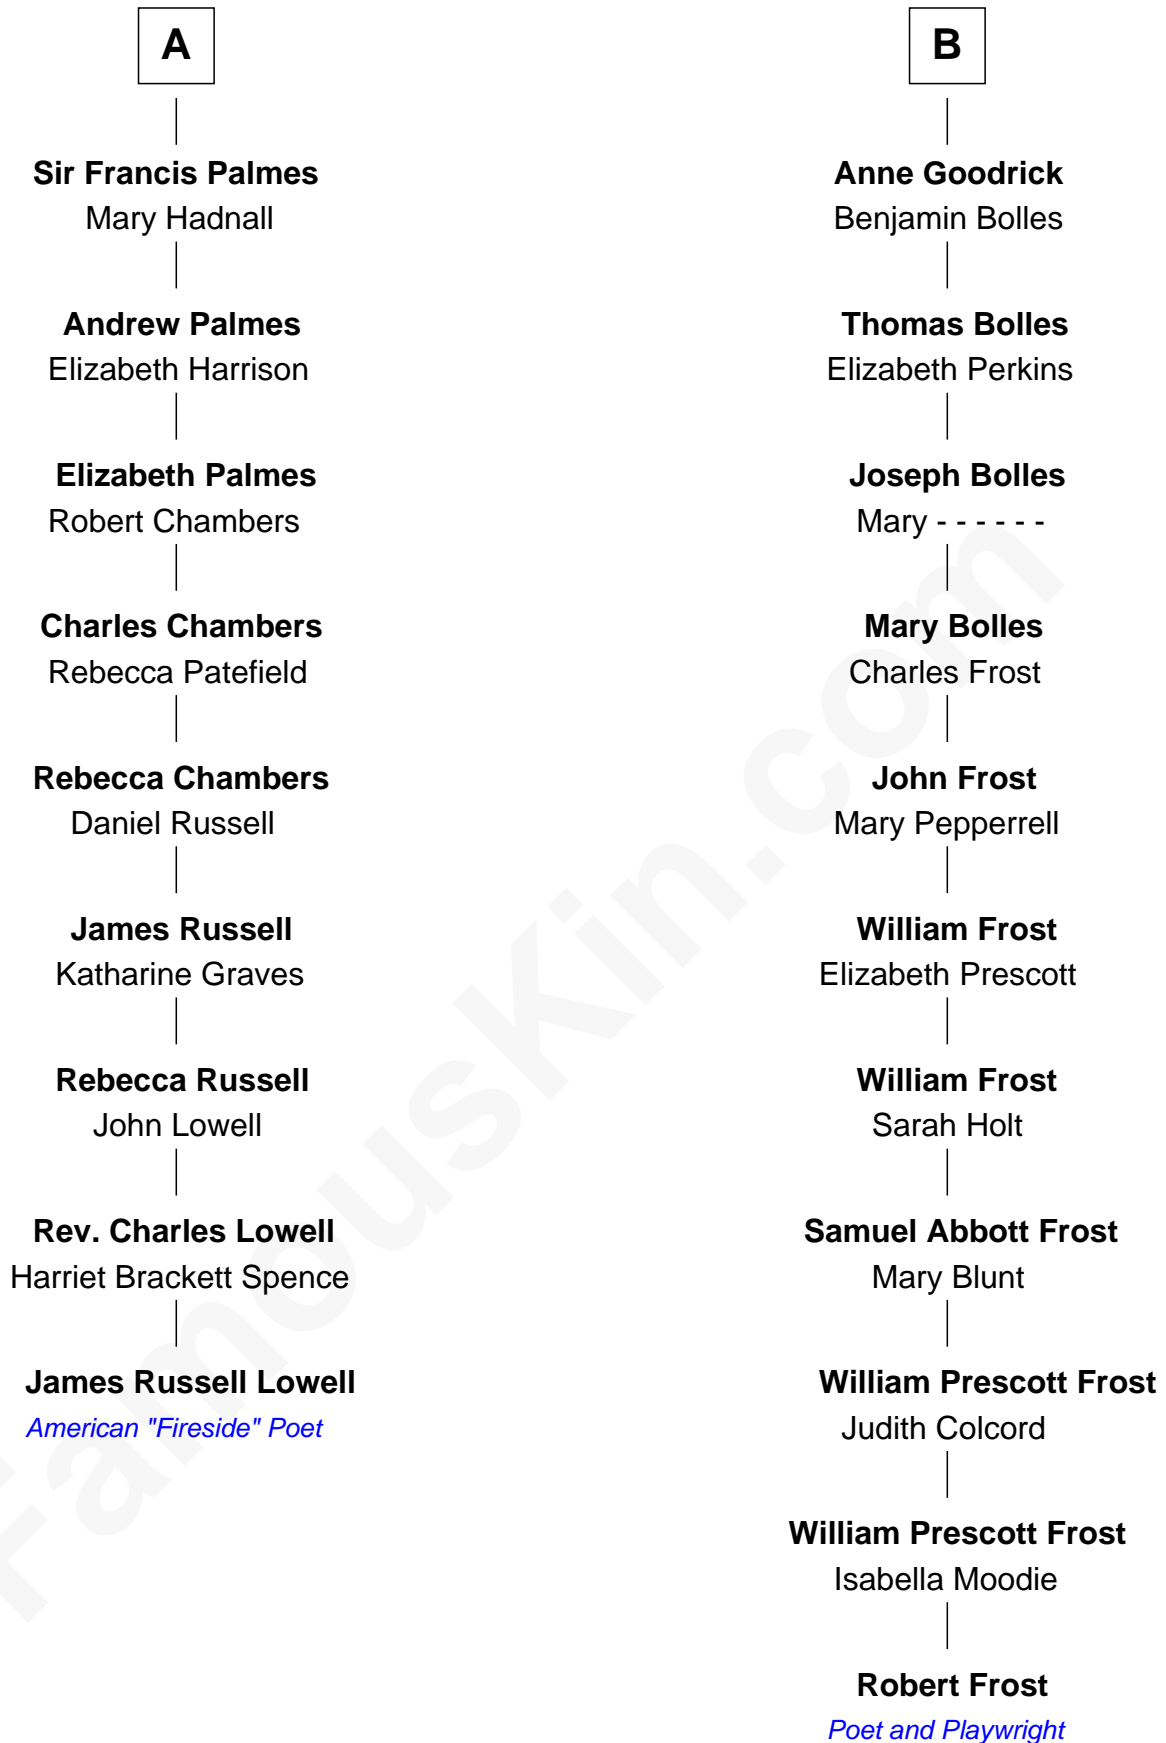 A
Sir Francis Palmes
Mary Hadnall
Andrew Palmes
Elizabeth Harrison
Elizabeth Palmes
Robert Chambers
Charles Chambers
Rebecca Patefield
Rebecca Chambers
Daniel Russell
James Russell
Katharine Graves
Rebecca Russell
John Lowell
Rev. Charles Lowell
Harriet Brackett Spence
James Russell Lowell
American "Fireside" Poet
B
Anne Goodrick
Benjamin Bolles
Thomas Bolles
Elizabeth Perkins
Joseph Bolles
Mary - - - - - -
Mary Bolles
Charles Frost
John Frost
Mary Pepperrell
William Frost
Elizabeth Prescott
William Frost
Sarah Holt
Samuel Abbott Frost
Mary Blunt
William Prescott Frost
Judith Colcord
William Prescott Frost
Isabella Moodie
Robert Frost
Poet and Playwright
FamousKin.com